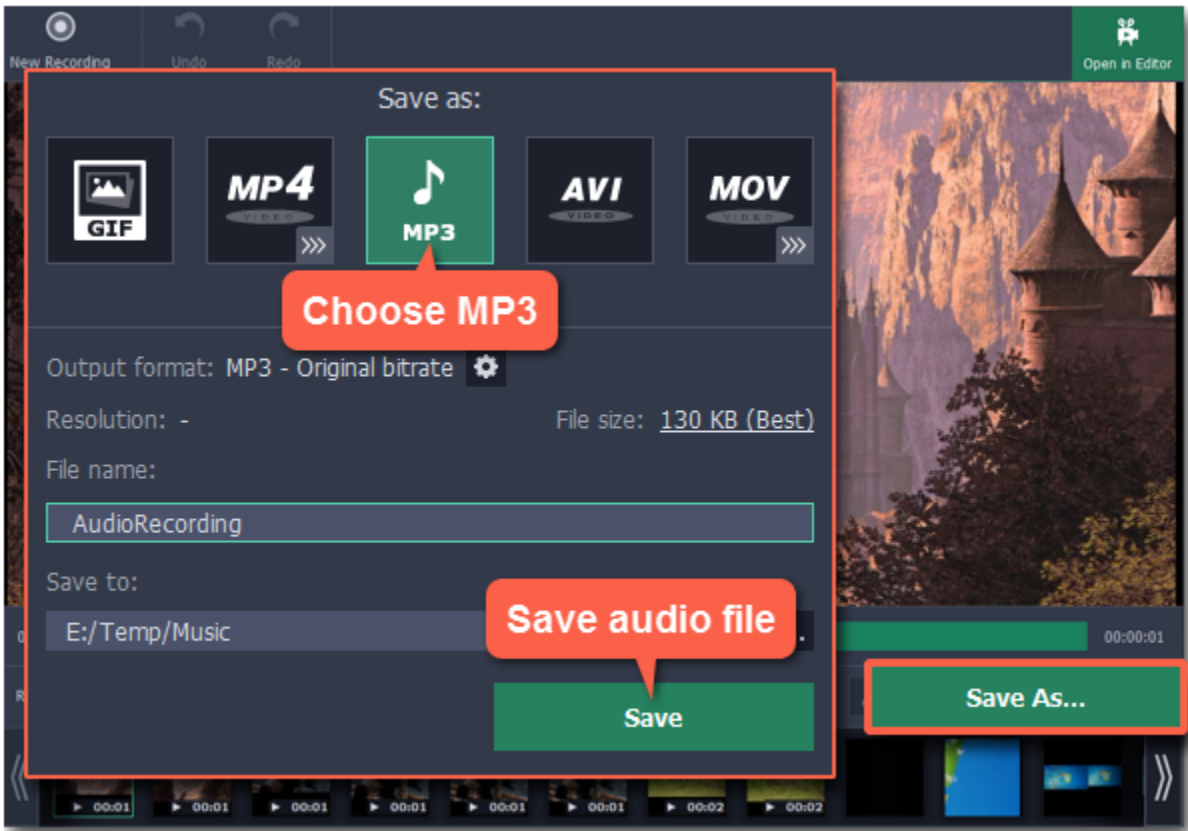 New Recording
Undo
Redo
Open in Editor
Save as:
GIF
MP4
VIDEO
MP3
AVI
VIDEO
MOV
VIDEO
Choose MP3
Output format: MP3 - Original bitrate
Resolution: -
File size: 130 KB (Best)
File name:
AudioRecording
Save to:
E:/Temp/Music
Save audio file
.
00:00:01
Save
Save As...
00:01
00:01
00:01
00:01
00:01
00:01
00:02
00:02